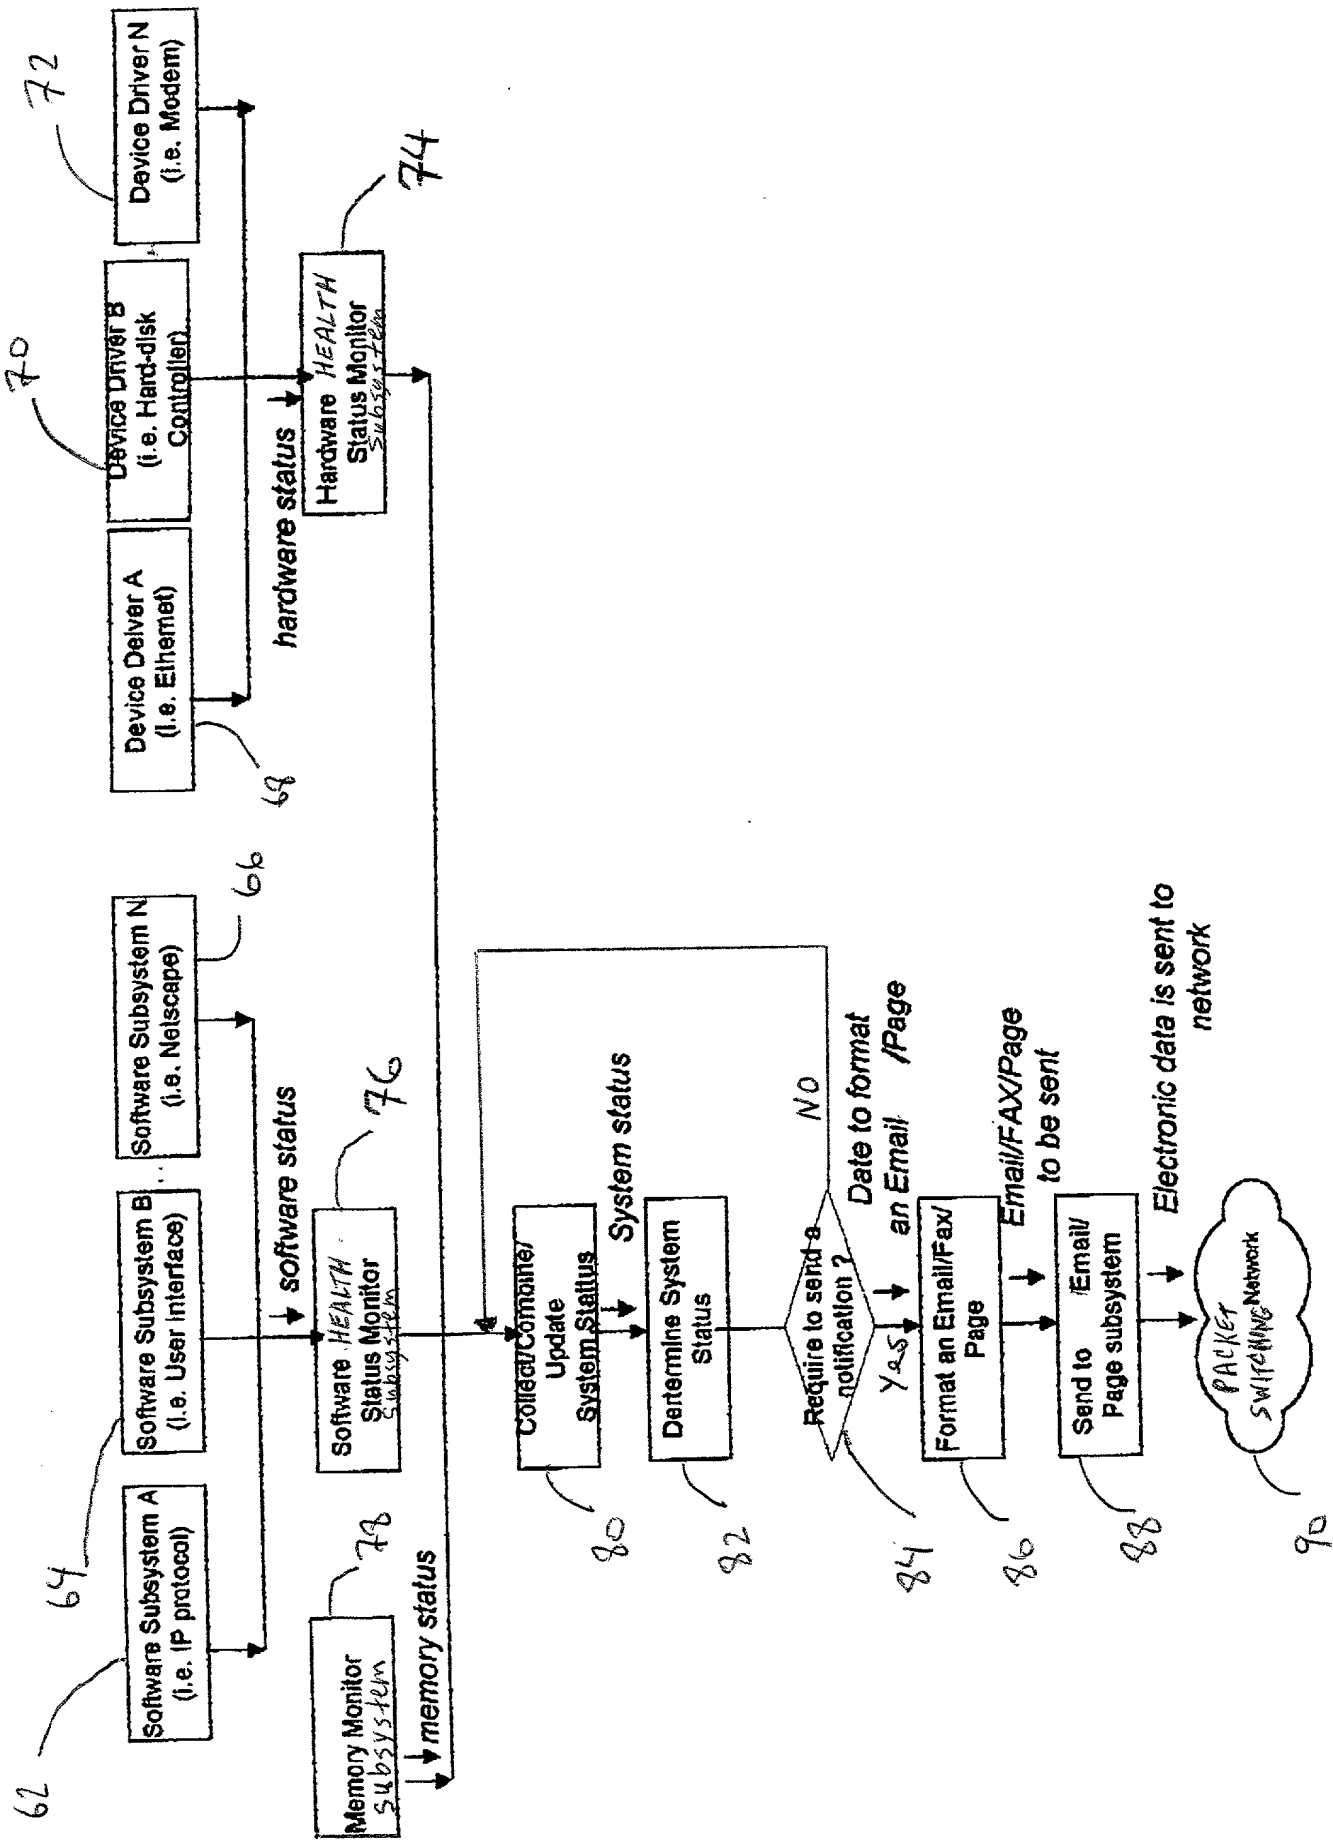 62
64
Software Subsystem A
(i.e. IP protocol)
Software Subsystem B
(i.e. User Interface)
Software Subsystem N
(i.e. Netscape)
66
68
Device Deiver A
(i.e. Ethernet)
70
Device Driver B
(i.e. Hard-disk
Controller)
72
Device Driver N
(i.e. Modem)
software status
hardware status
Memory Monitor
subsystem
78
Software HEALTH
Status Monitor
subsystem
76
Hardware HEALTH
Status Monitor
subsystem
74
memory status
Collect/Combine/
Update
System Stattus
80
System status
Dentermine System
Status
82
Require to send a
notification ?
84
NO
Yes
Date to format
an Email /Page
Format an Email/Fax/
Page
86
Email/FAX/Page
to be sent
Send to /Email/
Page subsystem
88
Electronic data is sent to
network
PACKET
SWITCHING Network
90